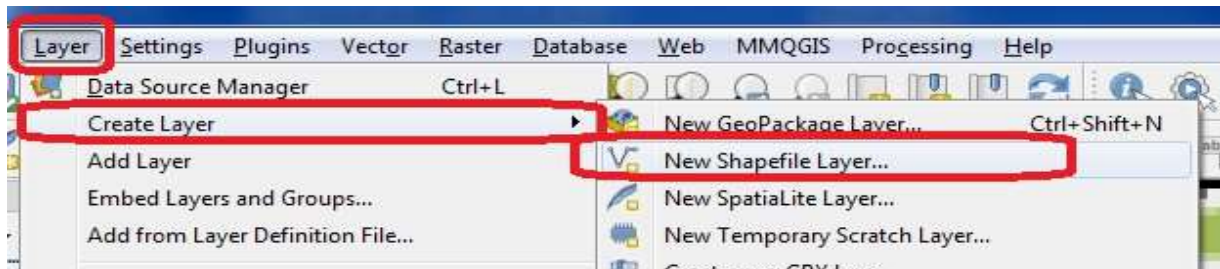 Layer Settings Plugins Vector Raster Database Web MMQGIS Processing Help
Data Source Manager Ctrl+L
Create Layer
New GeoPackage Layer... Ctrl+Shift+N
Add Layer
New Shapefile Layer...
Embed Layers and Groups...
New SpatiaLite Layer...
Add from Layer Definition File...
New Temporary Scratch Layer...